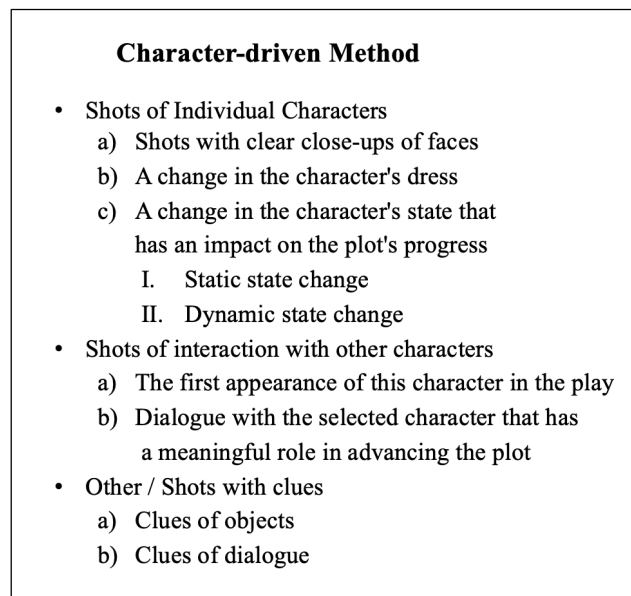 Character-driven Method
• Shots of Individual Characters
a) Shots with clear close-ups of faces
b) A change in the character's dress
c) A change in the character's state that
has an impact on the plot's progress
I. Static state change
II. Dynamic state change
• Shots of interaction with other characters
a) The first appearance of this character in the play
b) Dialogue with the selected character that has
a meaningful role in advancing the plot
• Other / Shots with clues
a) Clues of objects
b) Clues of dialogue